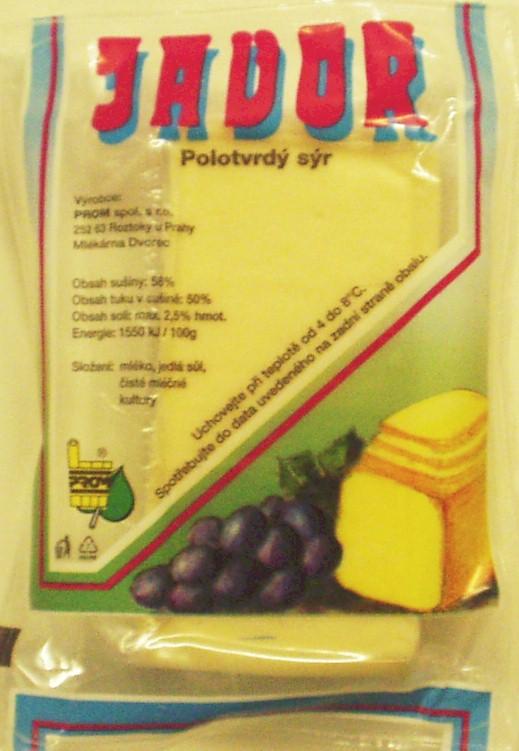 JADOR
Polotvrdý sýr
Výrobce:
PROM spol. s r.o.
252 63 Roztoky u Prahy
Mlékárna Dvorec
Obsah sušiny: 56%
Obsah tuku v sušině: 50%
Obsah soli: max. 2,5% hmot.
Energie: 1550 kJ / 100g
Složení: mléko, jedlá sůl,
čisté mléčné
kultury
Uchovejte při teplotě od 4 do 8°C.
Spotřebujte do data uvedeného na zadní straně obalu.
PROM
®